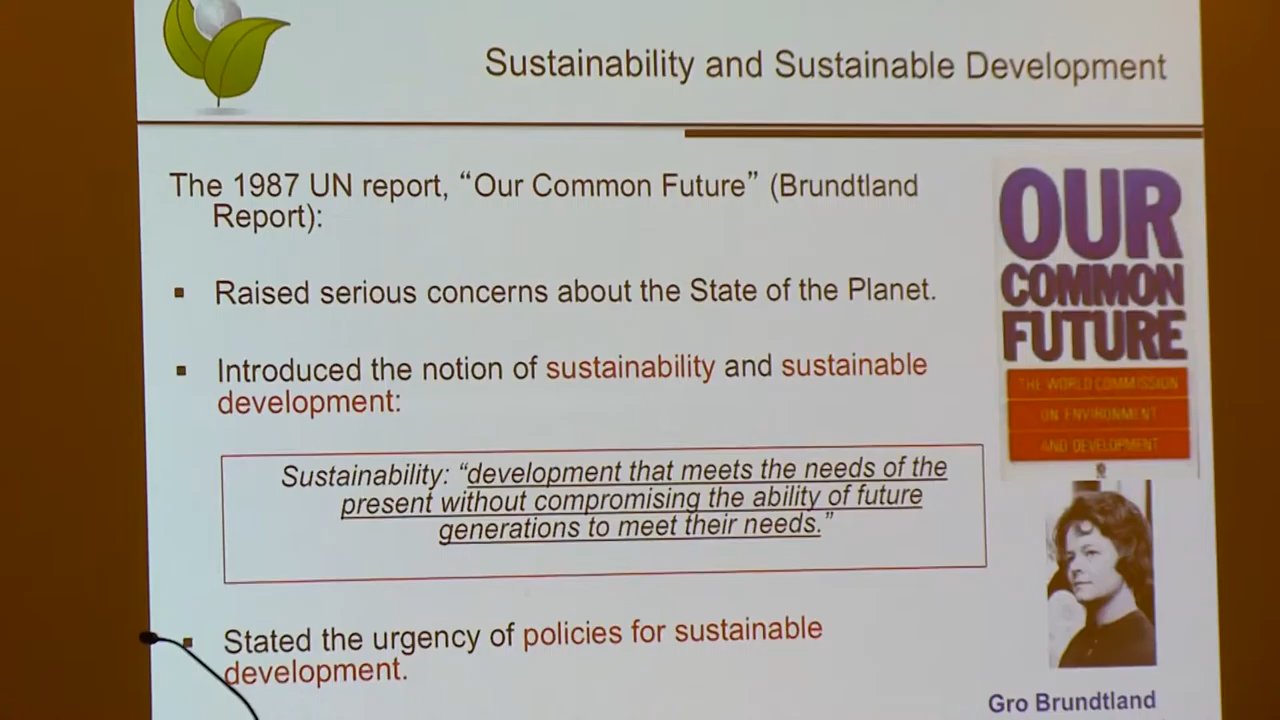 Sustainability and Sustainable Development
The 1987 UN report, “Our Common Future” (Brundtland
Report):
▪ Raised serious concerns about the State of the Planet.
▪ Introduced the notion of sustainability and sustainable
development:
Sustainability: “development that meets the needs of the
present without compromising the ability of future
generations to meet their needs.”
▪ Stated the urgency of policies for sustainable
development.
OUR
COMMON
FUTURE
THE WORLD COMMISSION
ON ENVIRONMENT
AND DEVELOPMENT
Gro Brundtland